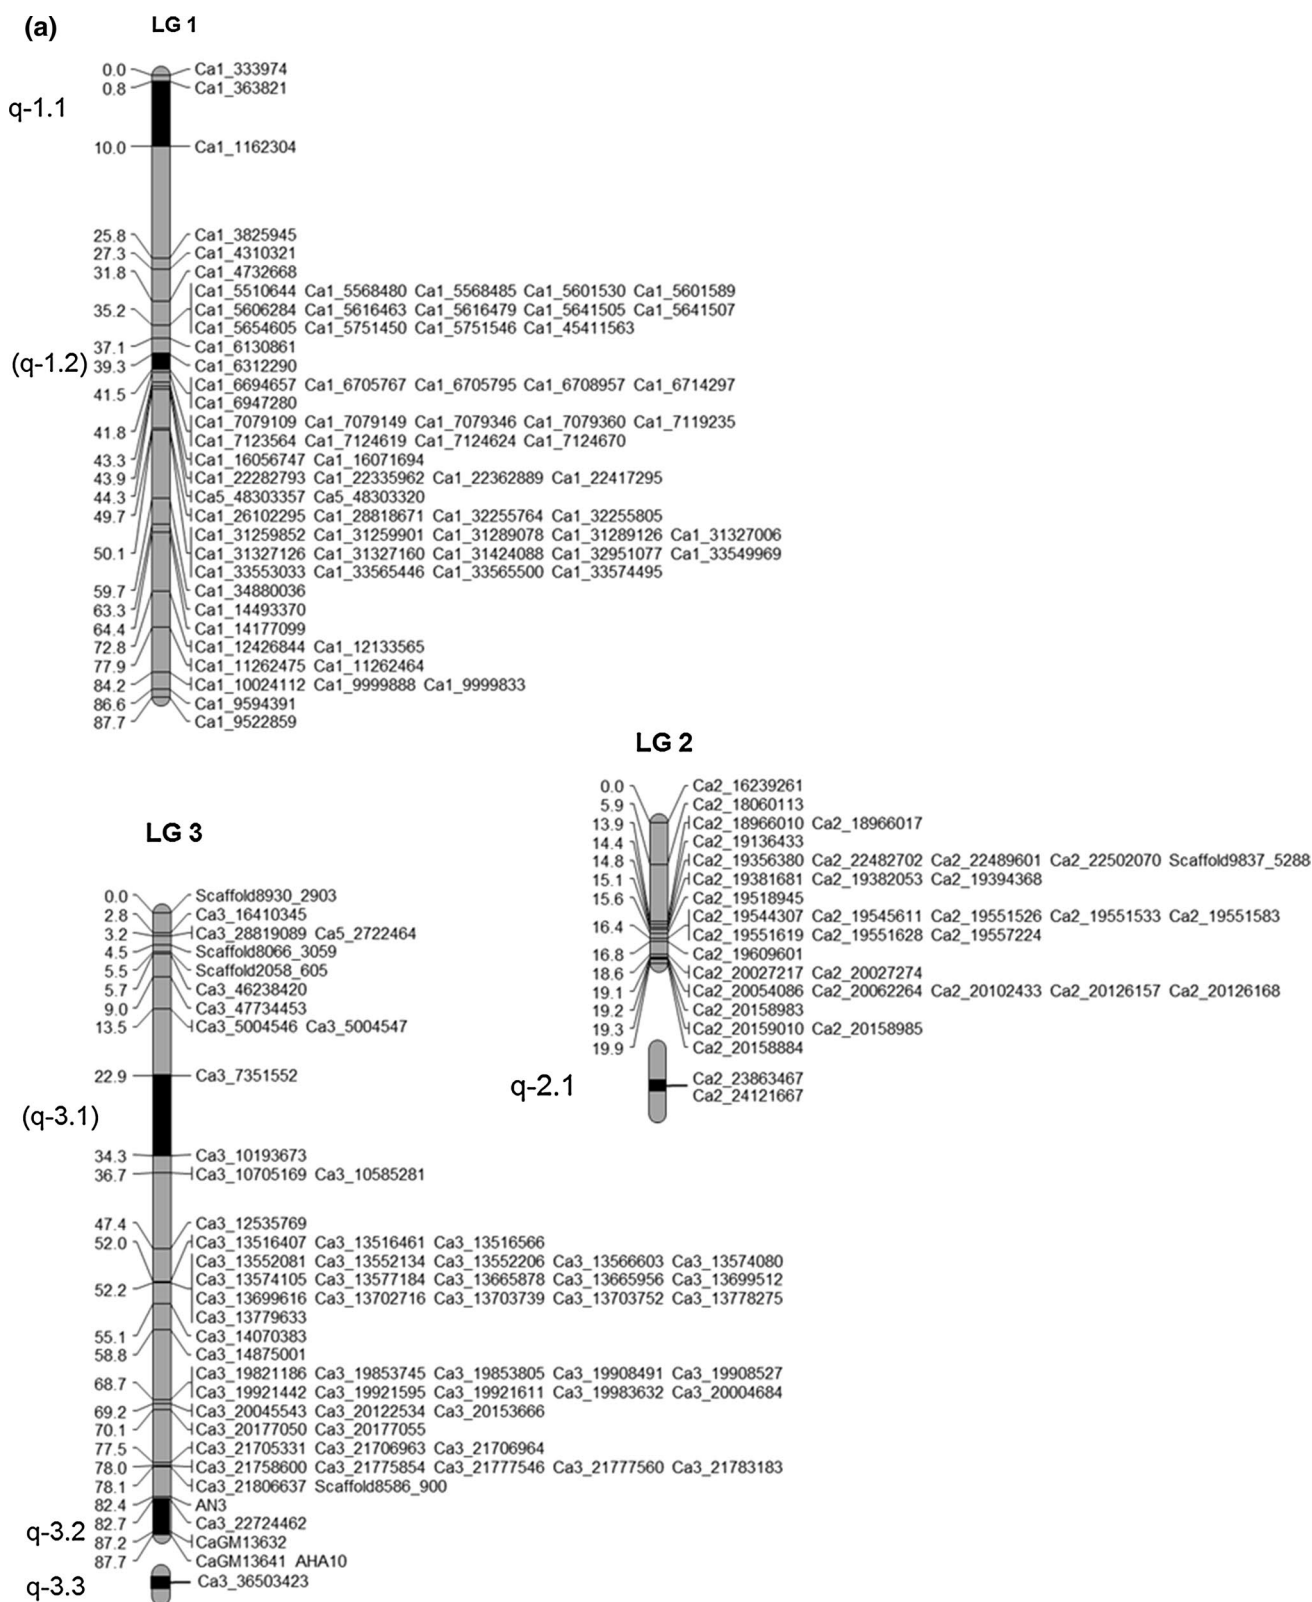 (a)
LG 1
0.0 Ca1_333974
0.8 Ca1_363821
q-1.1
10.0 Ca1_1162304
25.8 Ca1_3825945
27.3 Ca1_4310321
31.8 Ca1_4732668
Ca1_5510644 Ca1_5568480 Ca1_5568485 Ca1_5601530 Ca1_5601589
35.2 Ca1_5606284 Ca1_5616463 Ca1_5616479 Ca1_5641505 Ca1_5641507
Ca1_5654605 Ca1_5751450 Ca1_5751546 Ca1_45411563
37.1 Ca1_6130861
(q-1.2) 39.3 Ca1_6312290
41.5 Ca1_6694657 Ca1_6705767 Ca1_6705795 Ca1_6708957 Ca1_6714297
Ca1_6947280
41.8 Ca1_7079109 Ca1_7079149 Ca1_7079346 Ca1_7079360 Ca1_7119235
Ca1_7123564 Ca1_7124619 Ca1_7124624 Ca1_7124670
43.3 Ca1_16056747 Ca1_16071694
43.9 Ca1_22282793 Ca1_22335962 Ca1_22362889 Ca1_22417295
44.3 Ca5_48303357 Ca5_48303320
49.7 Ca1_26102295 Ca1_28818671 Ca1_32255764 Ca1_32255805
Ca1_31259852 Ca1_31259901 Ca1_31289078 Ca1_31289126 Ca1_31327006
50.1 Ca1_31327126 Ca1_31327160 Ca1_31424088 Ca1_32951077 Ca1_33549969
Ca1_33553033 Ca1_33565446 Ca1_33565500 Ca1_33574495
59.7 Ca1_34880036
63.3 Ca1_14493370
64.4 Ca1_14177099
72.8 Ca1_12426844 Ca1_12133565
77.9 Ca1_11262475 Ca1_11262464
84.2 Ca1_10024112 Ca1_9999888 Ca1_9999833
86.6 Ca1_9594391
87.7 Ca1_9522859
LG 2
0.0 Ca2_16239261
5.9 Ca2_18060113
13.9 Ca2_18966010 Ca2_18966017
14.4 Ca2_19136433
14.8 Ca2_19356380 Ca2_22482702 Ca2_22489601 Ca2_22502070 Scaffold9837_5288
15.1 Ca2_19381681 Ca2_19382053 Ca2_19394368
15.6 Ca2_19518945
16.4 Ca2_19544307 Ca2_19545611 Ca2_19551526 Ca2_19551533 Ca2_19551583
Ca2_19551619 Ca2_19551628 Ca2_19557224
16.8 Ca2_19609601
18.6 Ca2_20027217 Ca2_20027274
19.1 Ca2_20054086 Ca2_20062264 Ca2_20102433 Ca2_20126157 Ca2_20126168
19.2 Ca2_20158983
19.3 Ca2_20159010 Ca2_20158985
19.9 Ca2_20158884
q-2.1 Ca2_23863467
Ca2_24121667
LG 3
0.0 Scaffold8930_2903
2.8 Ca3_16410345
3.2 Ca3_28819089 Ca5_2722464
4.5 Scaffold8066_3059
5.5 Scaffold2058_605
5.7 Ca3_46238420
9.0 Ca3_47734453
13.5 Ca3_5004546 Ca3_5004547
22.9 Ca3_7351552
(q-3.1)
34.3 Ca3_10193673
36.7 Ca3_10705169 Ca3_10585281
47.4 Ca3_12535769
52.0 Ca3_13516407 Ca3_13516461 Ca3_13516566
Ca3_13552081 Ca3_13552134 Ca3_13552206 Ca3_13566603 Ca3_13574080
52.2 Ca3_13574105 Ca3_13577184 Ca3_13665878 Ca3_13665956 Ca3_13699512
Ca3_13699616 Ca3_13702716 Ca3_13703739 Ca3_13703752 Ca3_13778275
Ca3_13779633
55.1 Ca3_14070383
58.8 Ca3_14875001
68.7 Ca3_19821186 Ca3_19853745 Ca3_19853805 Ca3_19908491 Ca3_19908527
Ca3_19921442 Ca3_19921595 Ca3_19921611 Ca3_19983632 Ca3_20004684
69.2 Ca3_20045543 Ca3_20122534 Ca3_20153666
70.1 Ca3_20177050 Ca3_20177055
77.5 Ca3_21705331 Ca3_21706963 Ca3_21706964
78.0 Ca3_21758600 Ca3_21775854 Ca3_21777546 Ca3_21777560 Ca3_21783183
78.1 Ca3_21806637 Scaffold8586_900
82.4 AN3
82.7 Ca3_22724462
q-3.2 87.2 CaGM13632
87.7 CaGM13641 AHA10
q-3.3 Ca3_36503423